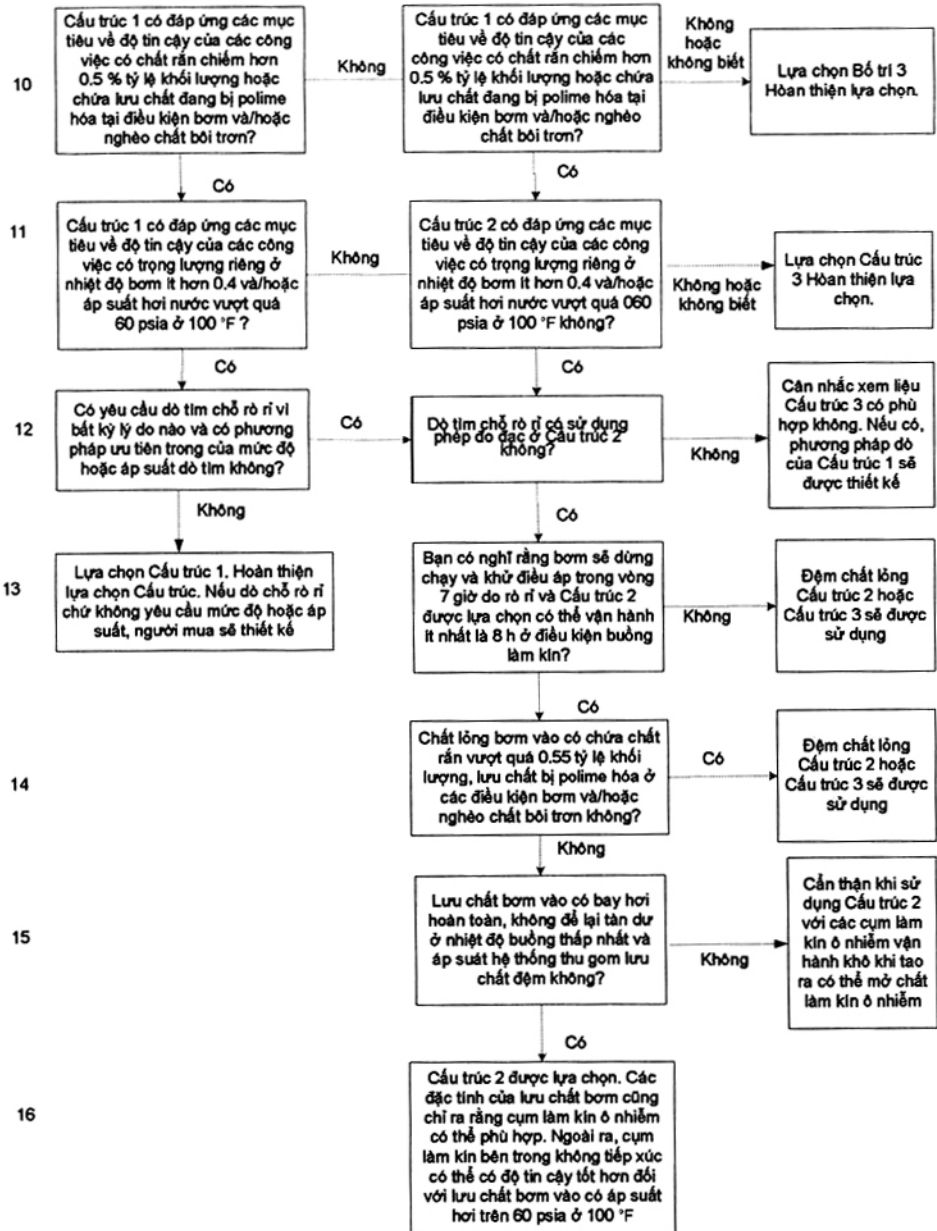 10
Cấu trúc 1 có đáp ứng các mục
tiêu về độ tin cậy của các công
việc có chất rắn chiếm hơn
0.5 % tỷ lệ khối lượng hoặc
chứa lưu chất đang bị polime
hóa tại điều kiện bơm và/hoặc
nghèo chất bôi trơn?
Không
Cấu trúc 1 có đáp ứng các mục
tiêu về độ tin cậy của các
công việc có chất rắn chiếm hơn
0.5 % tỷ lệ khối lượng hoặc
chứa lưu chất đang bị polime
hóa tại điều kiện bơm và/hoặc
nghèo chất bôi trơn?
Không
hoặc
không biết
Lựa chọn Bố trí 3
Hòan thiện lựa chọn.
Có
Có
11
Cấu trúc 1 có đáp ứng các mục
tiêu về độ tin cậy của các công
việc có trọng lượng riêng ở
nhiệt độ bơm ít hơn 0.4 và/hoặc
áp suất hơi nước vượt quá
60 psia ở 100 °F ?
Không
Cấu trúc 2 có đáp ứng các mục
tiêu về độ tin cậy của các công
việc có trọng lượng riêng ở
nhiệt độ bơm ít hơn 0.4 và/hoặc
áp suất hơi nước vượt quá 060
psia ở 100 °F không?
Không hoặc
không biết
Lựa chọn Cấu trúc
3 Hòan thiện lựa
chọn.
Có
Có
12
Có yêu cầu dò tìm chỗ rò rỉ vì
bất kỳ lý do nào và có phương
pháp ưu tiên trong của mức độ
hoặc áp suất dò tìm không?
Có
Dò tìm chỗ rò rỉ có sử dụng
phép đo đạc ở Cấu trúc 2
không?
Không
Cân nhắc xem liệu
Cấu trúc 3 có phù
hợp không. Nếu có,
phương pháp dò
của Cấu trúc 1 sẽ
được thiết kế
Không
Có
13
Lựa chọn Cấu trúc 1. Hoàn thiện
lựa chọn Cấu trúc. Nếu dò chỗ rò rỉ
chứ không yêu cầu mức độ hoặc áp
suất, người mua sẽ thiết kế
Bạn có nghĩ rằng bơm sẽ dừng
chạy và khử điều áp trong vòng
7 giờ do rò rỉ và Cấu trúc 2
được lựa chọn có thể vận hành
ít nhất là 8 h ở điều kiện buồng
làm kín?
Không
Đệm chất lỏng
Cấu trúc 2 hoặc
Cấu trúc 3 sẽ được
sử dụng
Có
14
Chất lỏng bơm vào có chứa chất
rắn vượt quá 0.55 tỷ lệ khối
lượng, lưu chất bị polime hóa ở
các điều kiện bơm và/hoặc
nghèo chất bôi trơn không?
Có
Đệm chất lỏng
Cấu trúc 2 hoặc
Cấu trúc 3 sẽ được
sử dụng
Không
15
Lưu chất bơm vào có bay hơi
hoàn toàn, không để lại tàn dư
ở nhiệt độ buồng thấp nhất và
áp suát hệ thống thu gom lưu
chất đệm không?
Không
Cẩn thận khi sử
dụng Cấu trúc 2
với các cụm làm
kín ô nhiễm vận
hành khô khi tao
ra có thể mở chất
làm kín ô nhiễm
Có
16
Cấu trúc 2 được lựa chọn. Các
đặc tính của lưu chất bơm cũng
chỉ ra rằng cụm làm kín ô nhiễm
có thể phù hợp. Ngoài ra, cụm
làm kín bên trong không tiếp xúc
có thể có độ tin cậy tốt hơn đối
với lưu chất bơm vào có áp suất
hơi trên 60 psia ở 100 °F